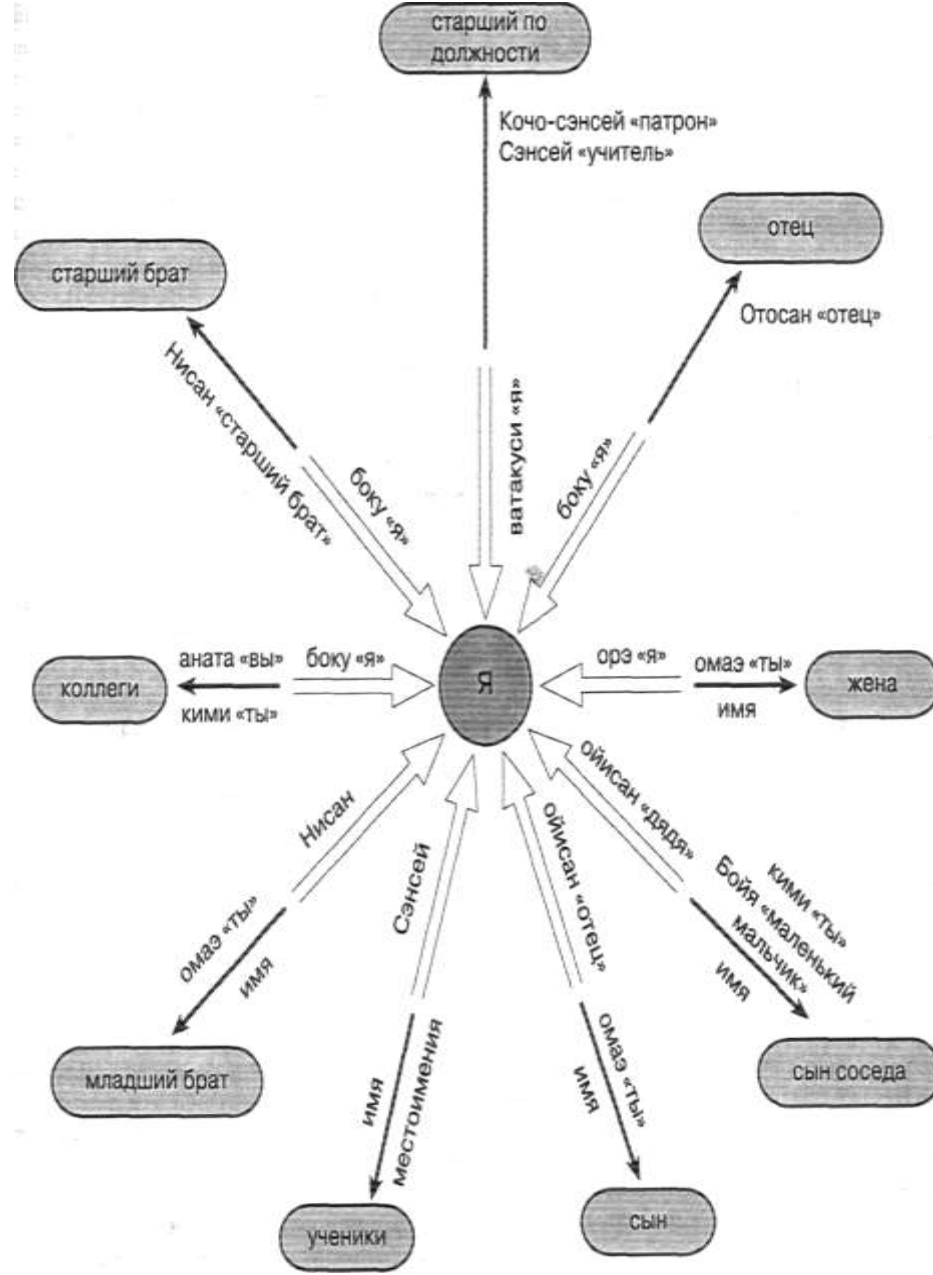 старший по
должности
Кочо-сэнсей «патрон»
Сэнсей «учитель»
отец
старший брат
Отосан «отец»
Нисан «старший брат»
боку «я»
ватакуси «я»
боку «я»
аната «вы»
боку «я»
Я
орэ «я»
омаэ «ты»
коллеги
кими «ты»
имя
жена
Нисан
омаэ «ты»
имя
Сэнсей
имя
местоимения
ойисан «отец»
омаэ «ты»
имя
ойисан «дядя»
кими «ты»
Бойя «маленький
мальчик»
имя
младший брат
сын соседа
ученики
сын